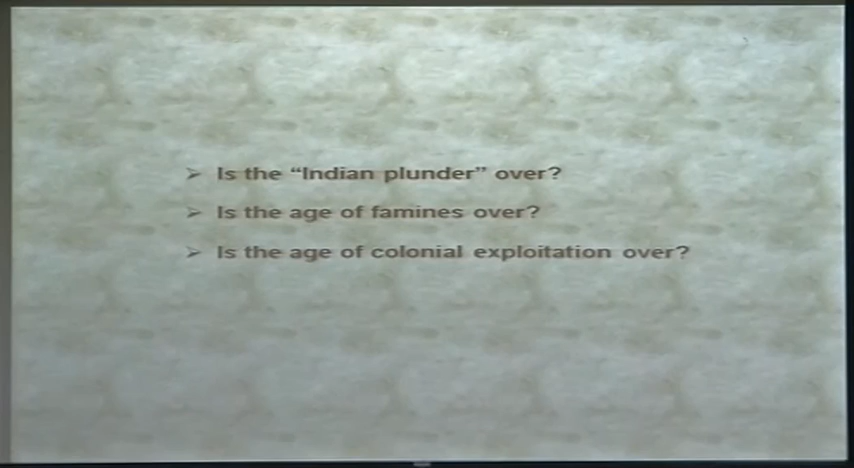 ➢ Is the “Indian plunder” over?
➢ Is the age of famines over?
➢ Is the age of colonial exploitation over?